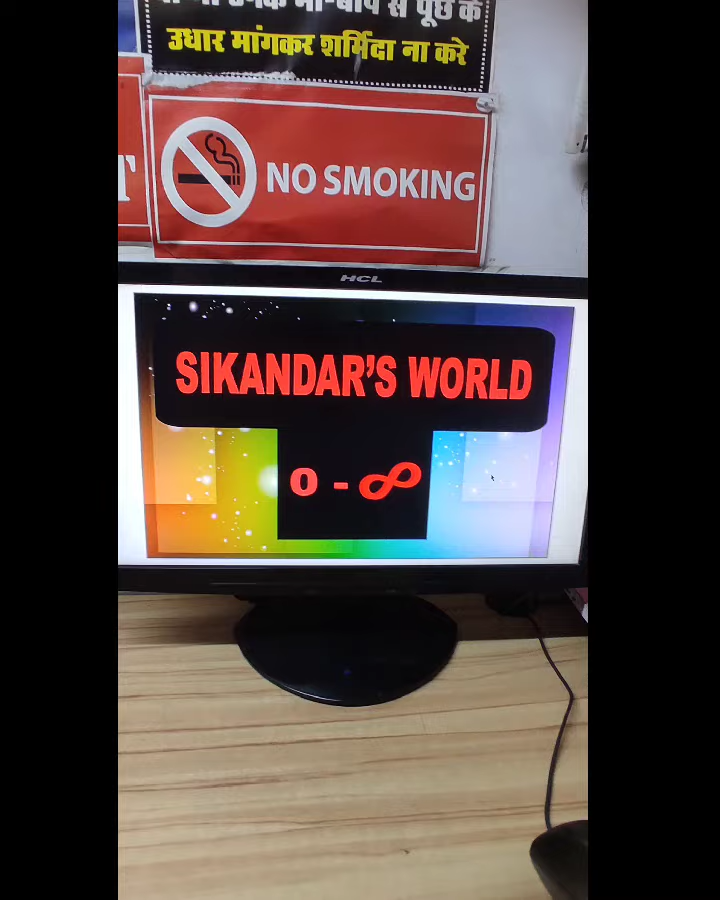 से पूछ के
उधार मांगकर शर्मिंदा ना करे
T
NO SMOKING
HCL
SIKANDAR'S WORLD
0 - ∞